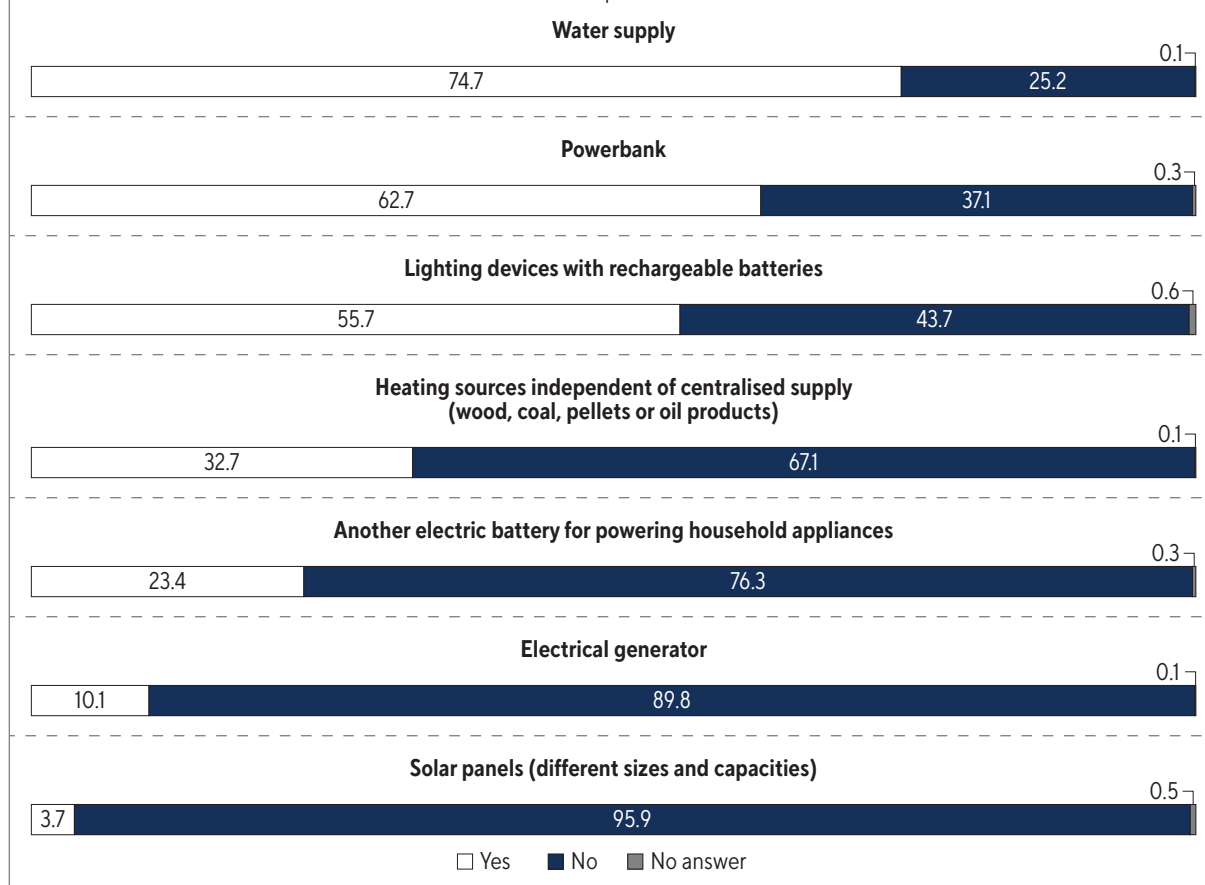 Water supply
0.1
74.7 25.2
Powerbank
0.3
62.7 37.1
Lighting devices with rechargeable batteries
0.6
55.7 43.7
Heating sources independent of centralised supply
(wood, coal, pellets or oil products)
0.1
32.7 67.1
Another electric battery for powering household appliances
0.3
23.4 76.3
Electrical generator
0.1
10.1 89.8
Solar panels (different sizes and capacities)
0.5
3.7 95.9
Yes No No answer